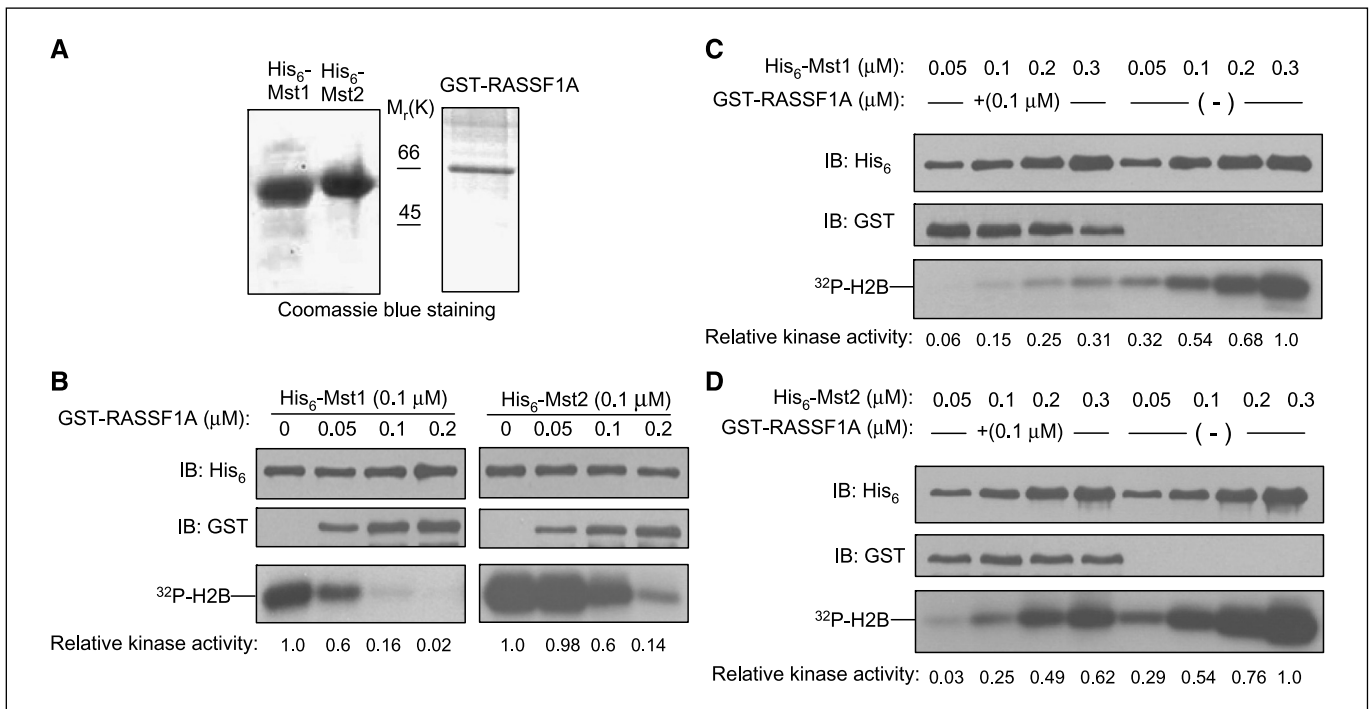 A
His6-Mst1
His6-Mst2
Mr(K)
66
45
GST-RASSF1A
Coomassie blue staining
B
His6-Mst1 (0.1 μM)
His6-Mst2 (0.1 μM)
GST-RASSF1A (μM):
0 0.05 0.1 0.2
0 0.05 0.1 0.2
IB: His6
IB: GST
32P-H2B
Relative kinase activity: 1.0 0.6 0.16 0.02 1.0 0.98 0.6 0.14
C
His6-Mst1 (μM): 0.05 0.1 0.2 0.3 0.05 0.1 0.2 0.3
GST-RASSF1A (μM): +(0.1 μM) (-)
IB: His6
IB: GST
32P-H2B
Relative kinase activity: 0.06 0.15 0.25 0.31 0.32 0.54 0.68 1.0
D
His6-Mst2 (μM): 0.05 0.1 0.2 0.3 0.05 0.1 0.2 0.3
GST-RASSF1A (μM): +(0.1 μM) (-)
IB: His6
IB: GST
32P-H2B
Relative kinase activity: 0.03 0.25 0.49 0.62 0.29 0.54 0.76 1.0